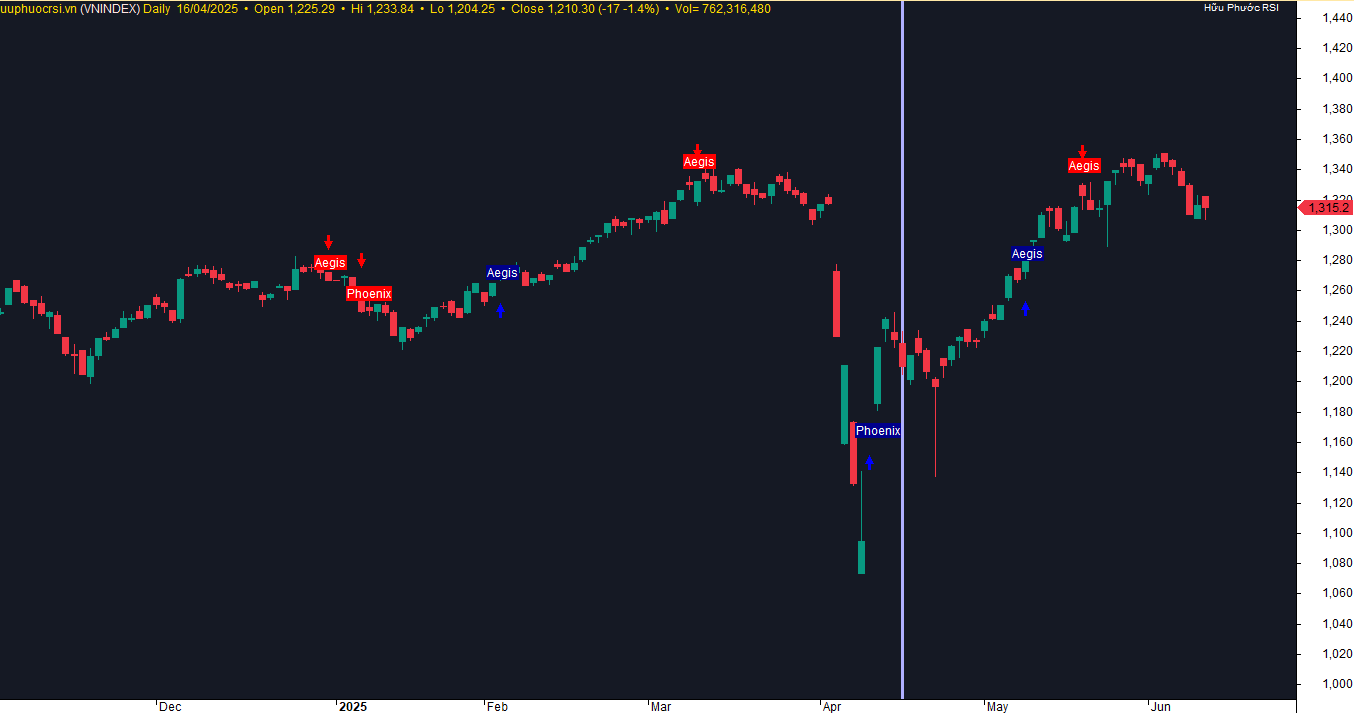 uuphuocrsi.vn (VNINDEX) Daily 16/04/2025 • Open 1,225.29 • Hi 1,233.84 • Lo 1,204.25 • Close 1,210.30 (-17 -1.4%) • Vol= 762,316,480
Hữu Phước RSI
1,440
1,420
1,400
1,380
1,360
Aegis
Aegis
1,340
1,320
1,315.2
1,300
Aegis
Aegis
1,280
Aegis
Phoenix
1,260
1,240
1,220
1,200
1,180
Phoenix
1,160
1,140
1,120
1,100
1,080
1,060
1,040
1,020
1,000
Dec 2025 Feb Mar Apr May Jun